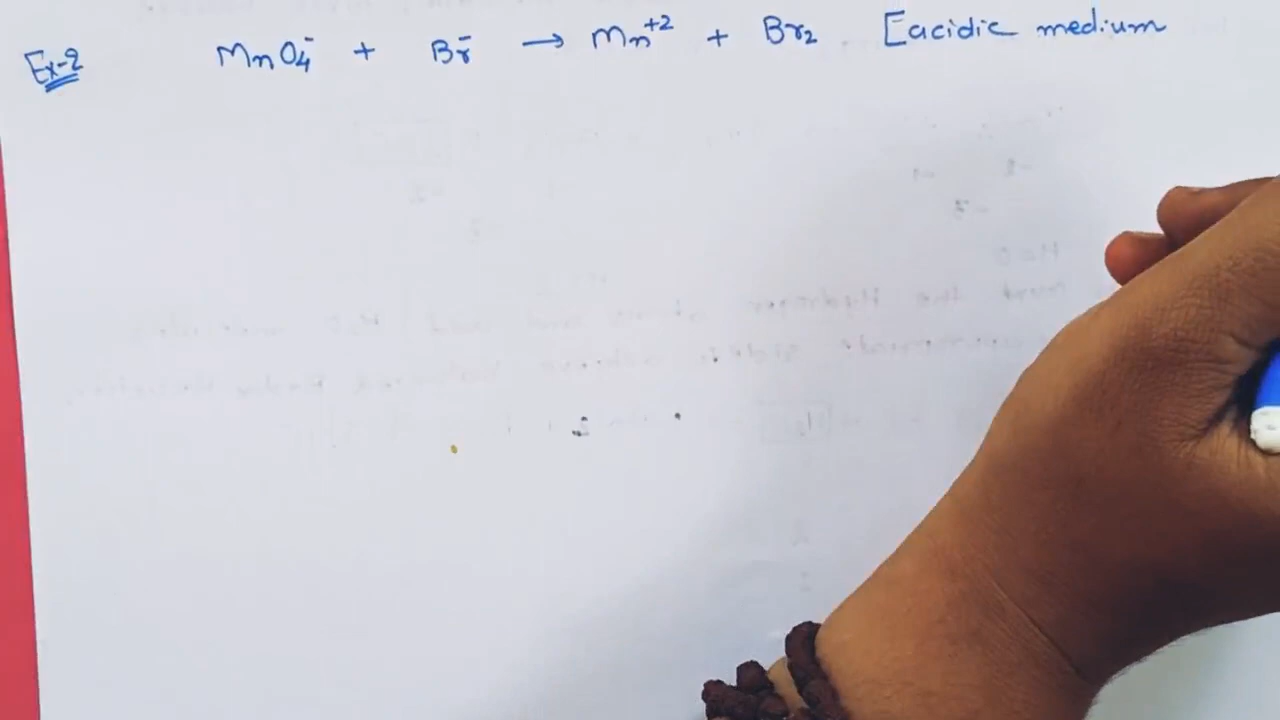 Ex-2 MnO₄⁻ + Br⁻ → Mn⁺² + Br₂ [acidic medium